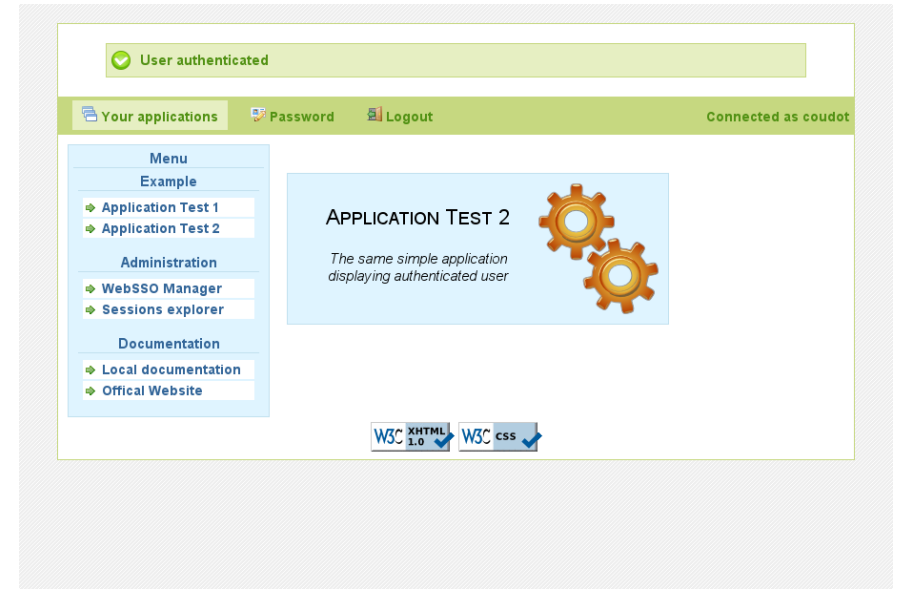 User authenticated
Your applications Password Logout Connected as coudot
Menu
Example
Application Test 1
Application Test 2
Administration
WebSSO Manager
Sessions explorer
Documentation
Local documentation
Offical Website
Application Test 2
The same simple application
displaying authenticated user
W3C XHTML 1.0 W3C css